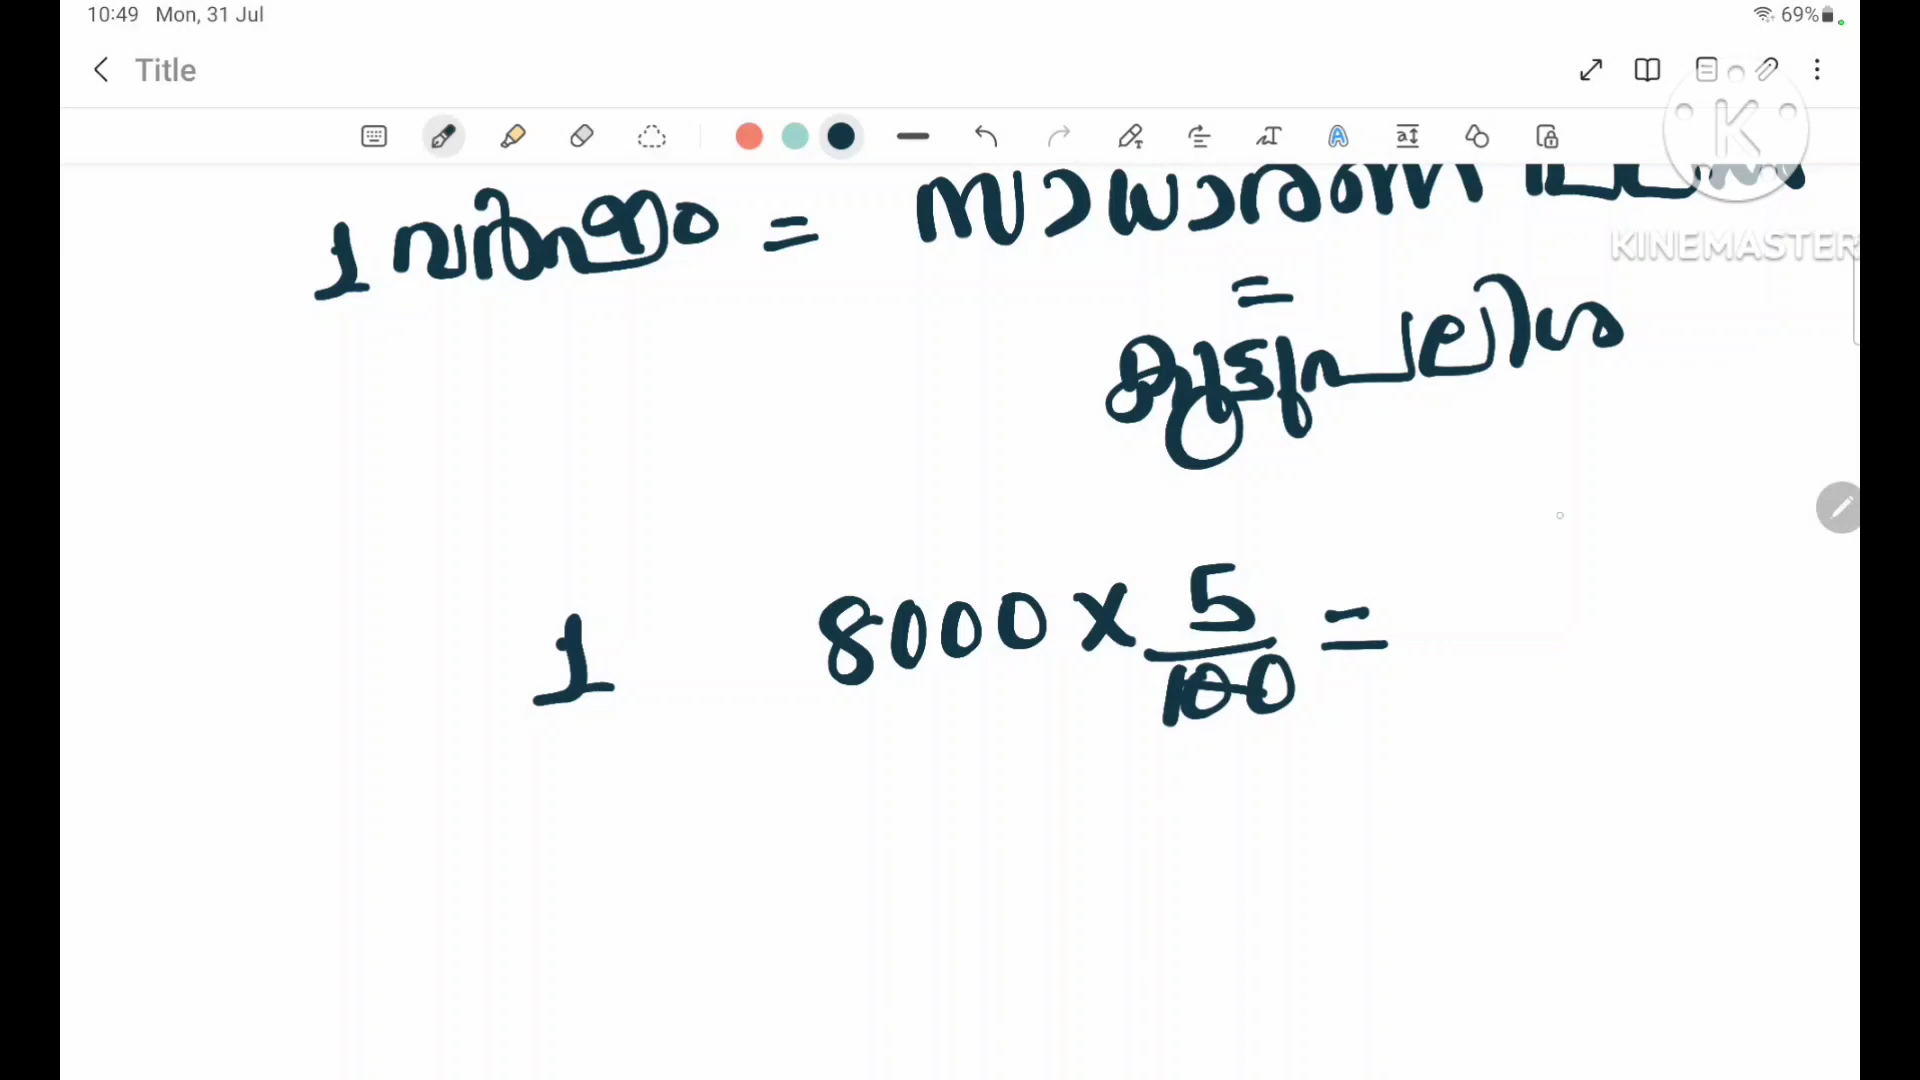 10:49 Mon, 31 Jul 69%
Title
K
KINEMASTER
1 വർഷം = സാധാരണ
=
കൂട്ടുപലിശ
1 8000 × 5/100 =